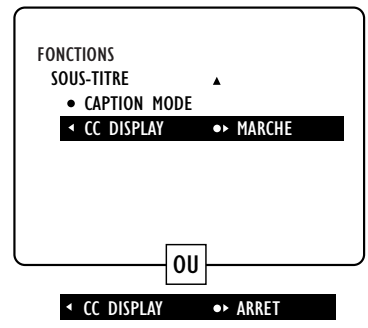 FONCTIONS
SOUS-TITRE ▲
● CAPTION MODE
◂ CC DISPLAY ●▸ MARCHE
OU
◂ CC DISPLAY ●▸ ARRET